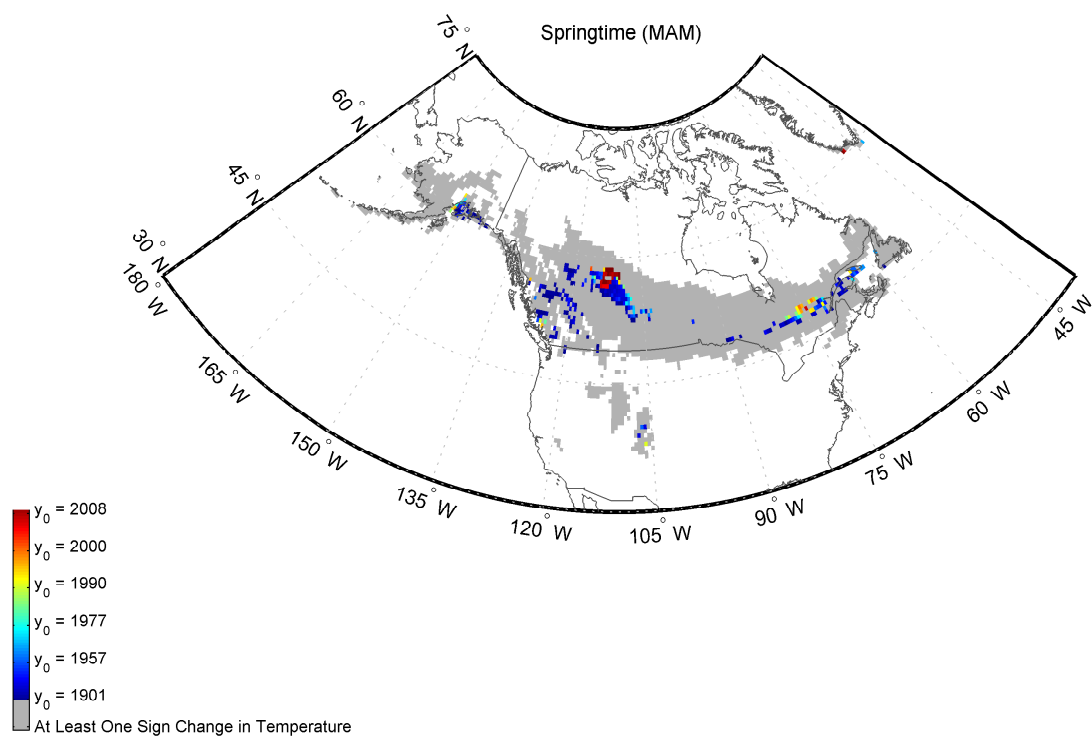 Springtime (MAM)
75° N
60° N
45° N
30° N
180° W
165° W
150° W
135° W
120° W
105° W
90° W
75° W
60° W
45° W
y0 = 2008
y0 = 2000
y0 = 1990
y0 = 1977
y0 = 1957
y0 = 1901
At Least One Sign Change in Temperature